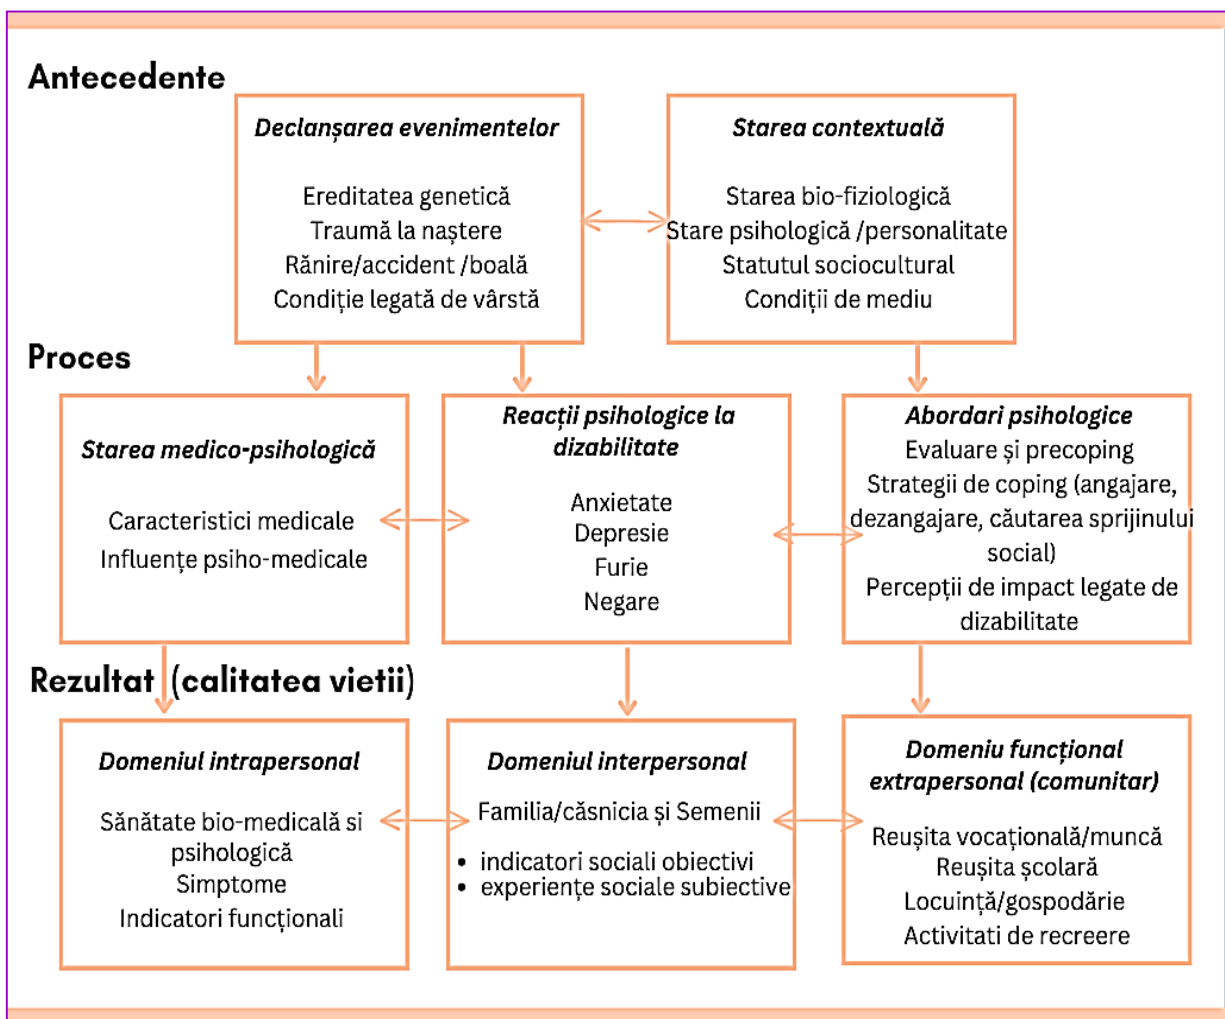 Antecedente
Declanșarea evenimentelor
Ereditatea genetică
Traumă la naștere
Rănire/accident /boală
Condiție legată de vârstă
Starea contextuală
Starea bio-fiziologică
Stare psihologică /personalitate
Statutul sociocultural
Condiții de mediu
Proces
Starea medico-psihologică
Caracteristici medicale
Influențe psiho-medicale
Reacții psihologice la
dizabilitate
Anxietate
Depresie
Furie
Negare
Abordari psihologice
Evaluare și precoping
Strategii de coping (angajare,
dezangajare, căutarea sprijinului
social)
Percepții de impact legate de
dizabilitate
Rezultat (calitatea vietii)
Domeniul intrapersonal
Sănătate bio-medicală si
psihologică
Simptome
Indicatori funcționali
Domeniul interpersonal
Familia/căsnicia și Semenii
• indicatori sociali obiectivi
• experiențe sociale subiective
Domeniu funcțional
extrapersonal (comunitar)
Reușita vocațională/muncă
Reușita școlară
Locuință/gospodărie
Activitati de recreere